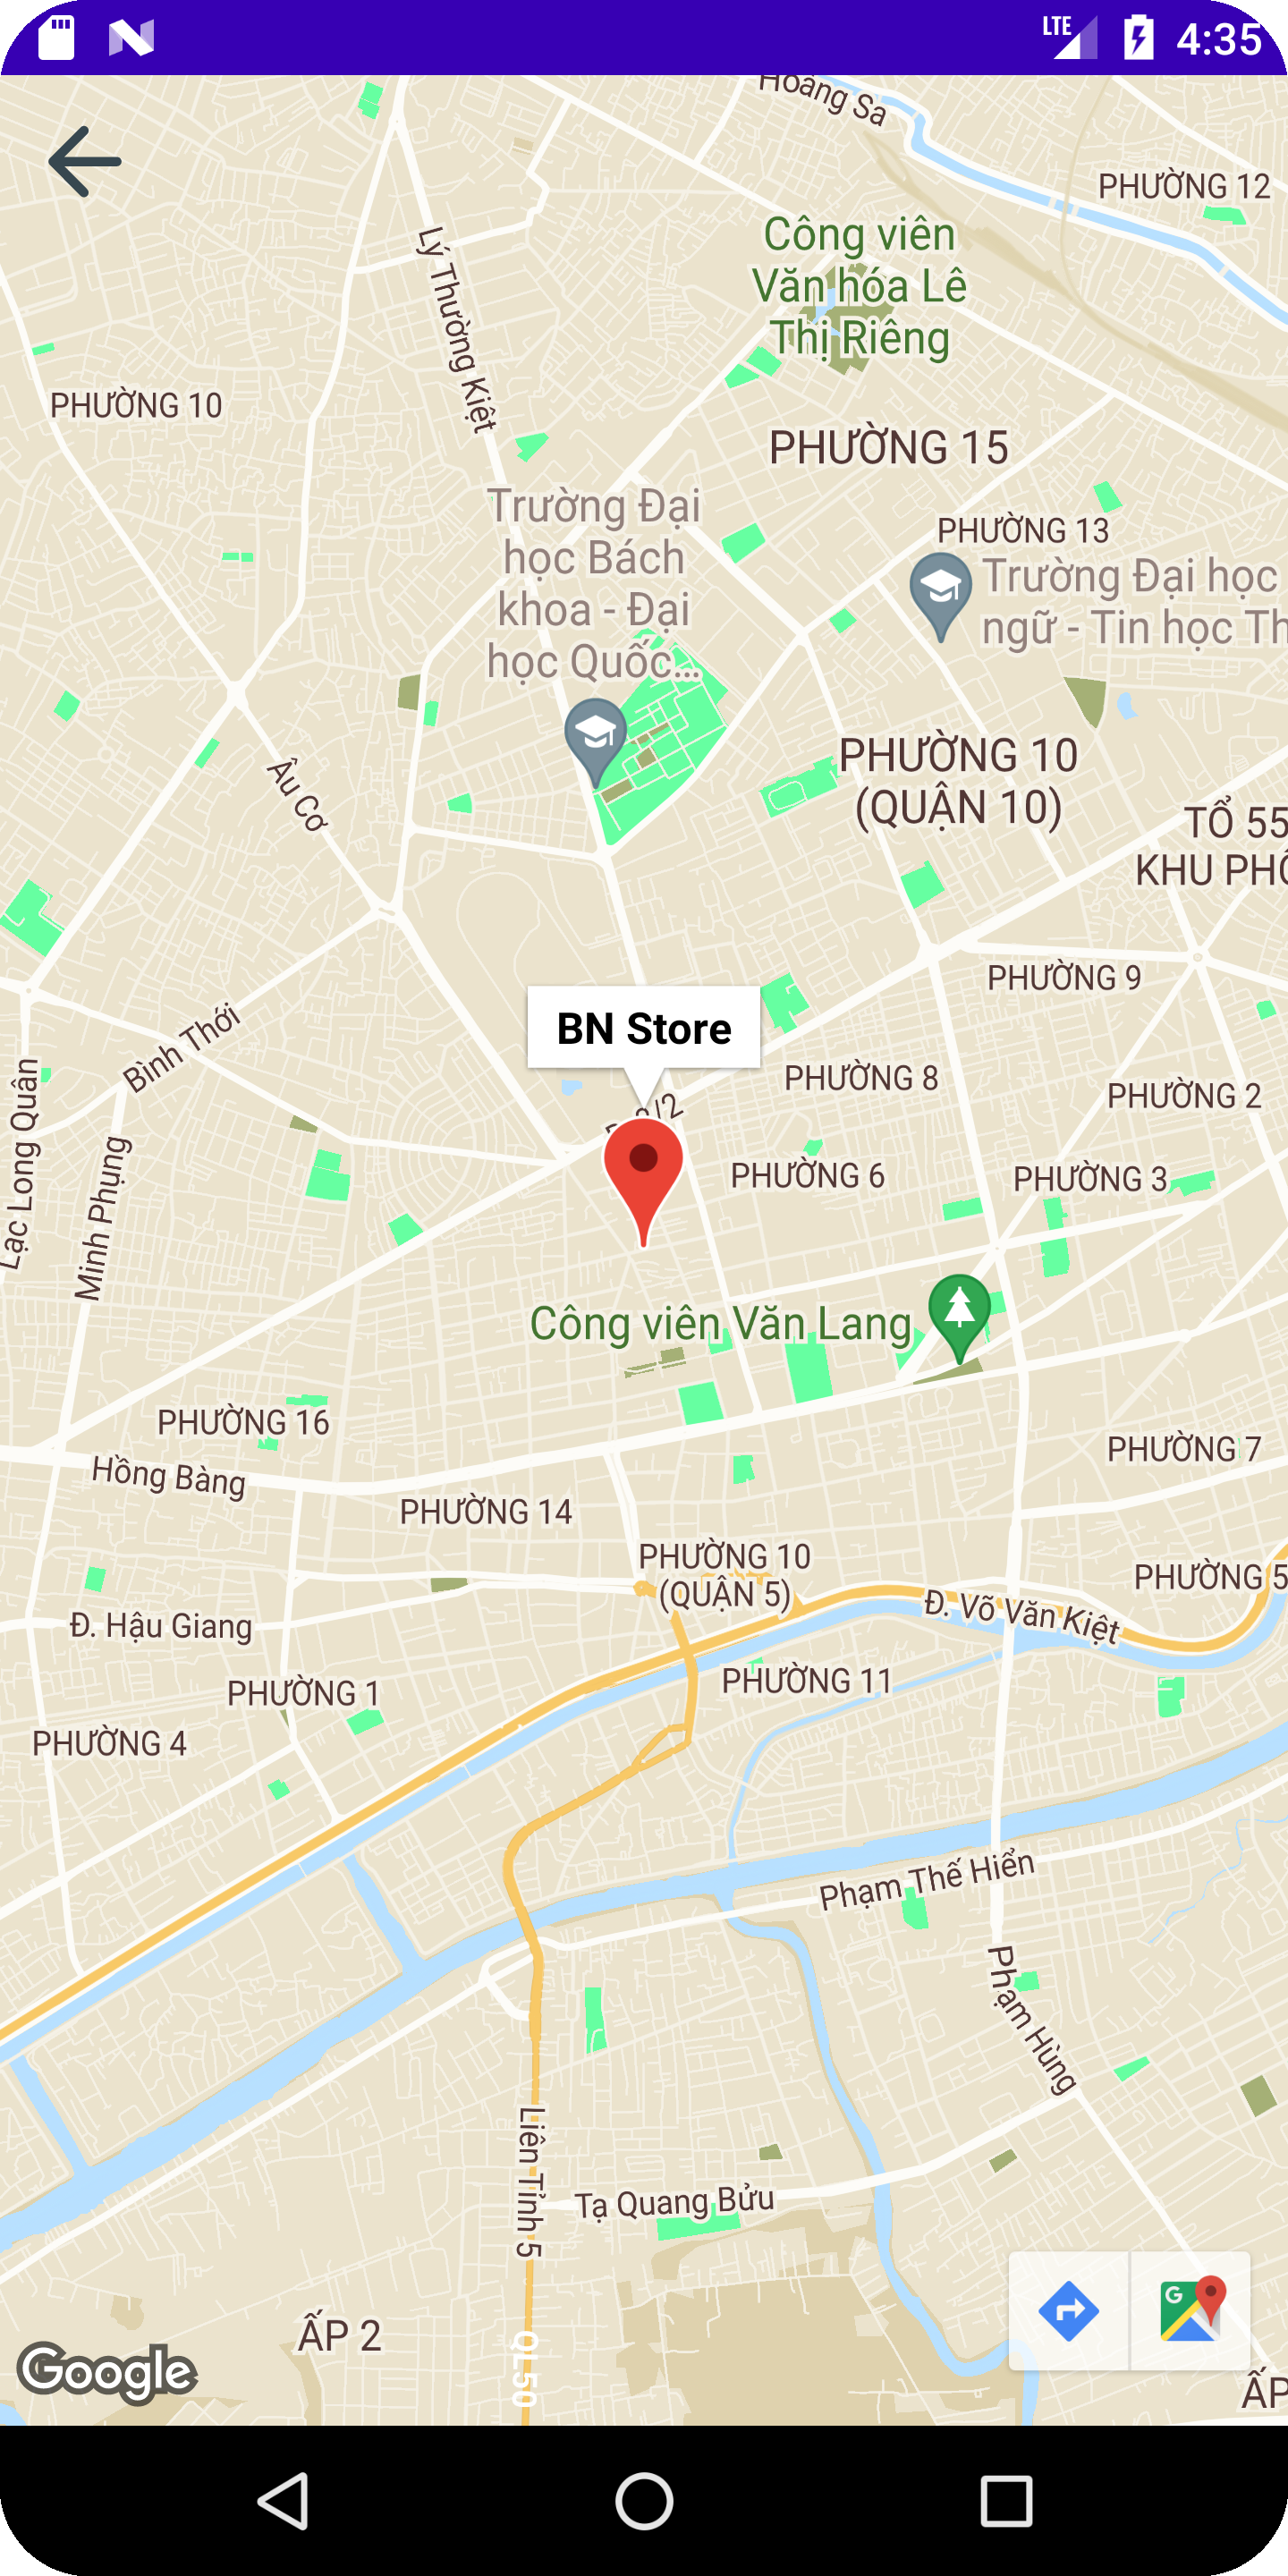 LTE
4:35
Hoàng Sa
PHƯỜNG 12
Công viên
Văn hóa Lê
Thị Riêng
Lý Thường Kiệt
PHƯỜNG 10
PHƯỜNG 15
Trường Đại
học Bách
khoa - Đại
học Quốc...
PHƯỜNG 13
Trường Đại học
ngữ - Tin học Th
PHƯỜNG 10
(QUẬN 10)
Âu Cơ
TỔ 55
KHU PHỐ
PHƯỜNG 9
BN Store
Bình Thới
PHƯỜNG 8
PHƯỜNG 2
Lạc Long Quân
Minh Phụng
PHƯỜNG 6
PHƯỜNG 3
Công viên Văn Lang
PHƯỜNG 16
Hồng Bàng
PHƯỜNG 7
PHƯỜNG 14
PHƯỜNG 10
(QUẬN 5)
PHƯỜNG 5
Đ. Võ Văn Kiệt
Đ. Hậu Giang
PHƯỜNG 11
PHƯỜNG 1
PHƯỜNG 4
Phạm Thế Hiển
Phạm Hùng
Liên Tỉnh 5
Tạ Quang Bửu
ẤP 2
QL50
Google
G
ẤP